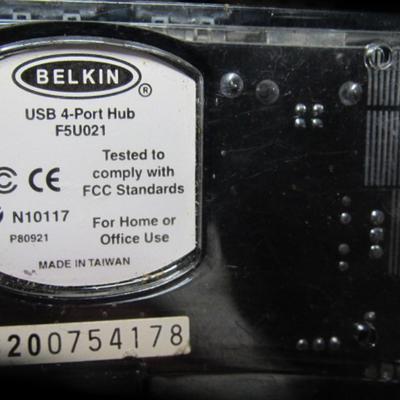 BELKIN ®
USB 4-Port Hub
F5U021
Tested to
comply with
FCC Standards
CE
N10117
For Home or
Office Use
P80921
MADE IN TAIWAN
200754178